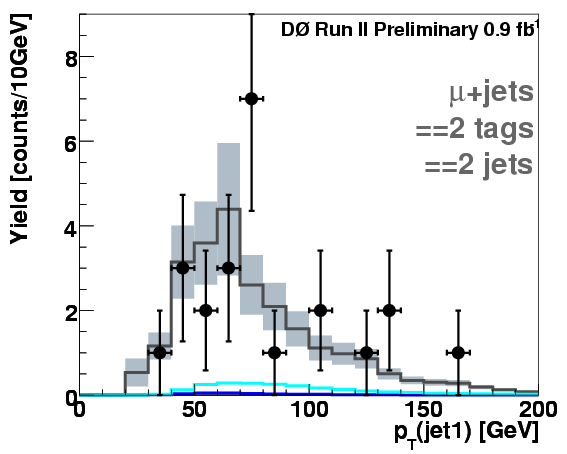 DØ Run II Preliminary 0.9 fb⁻¹
μ+jets
==2 tags
==2 jets
Yield [counts/10GeV]
8
6
4
2
0
0 50 100 150 200
p_T(jet1) [GeV]